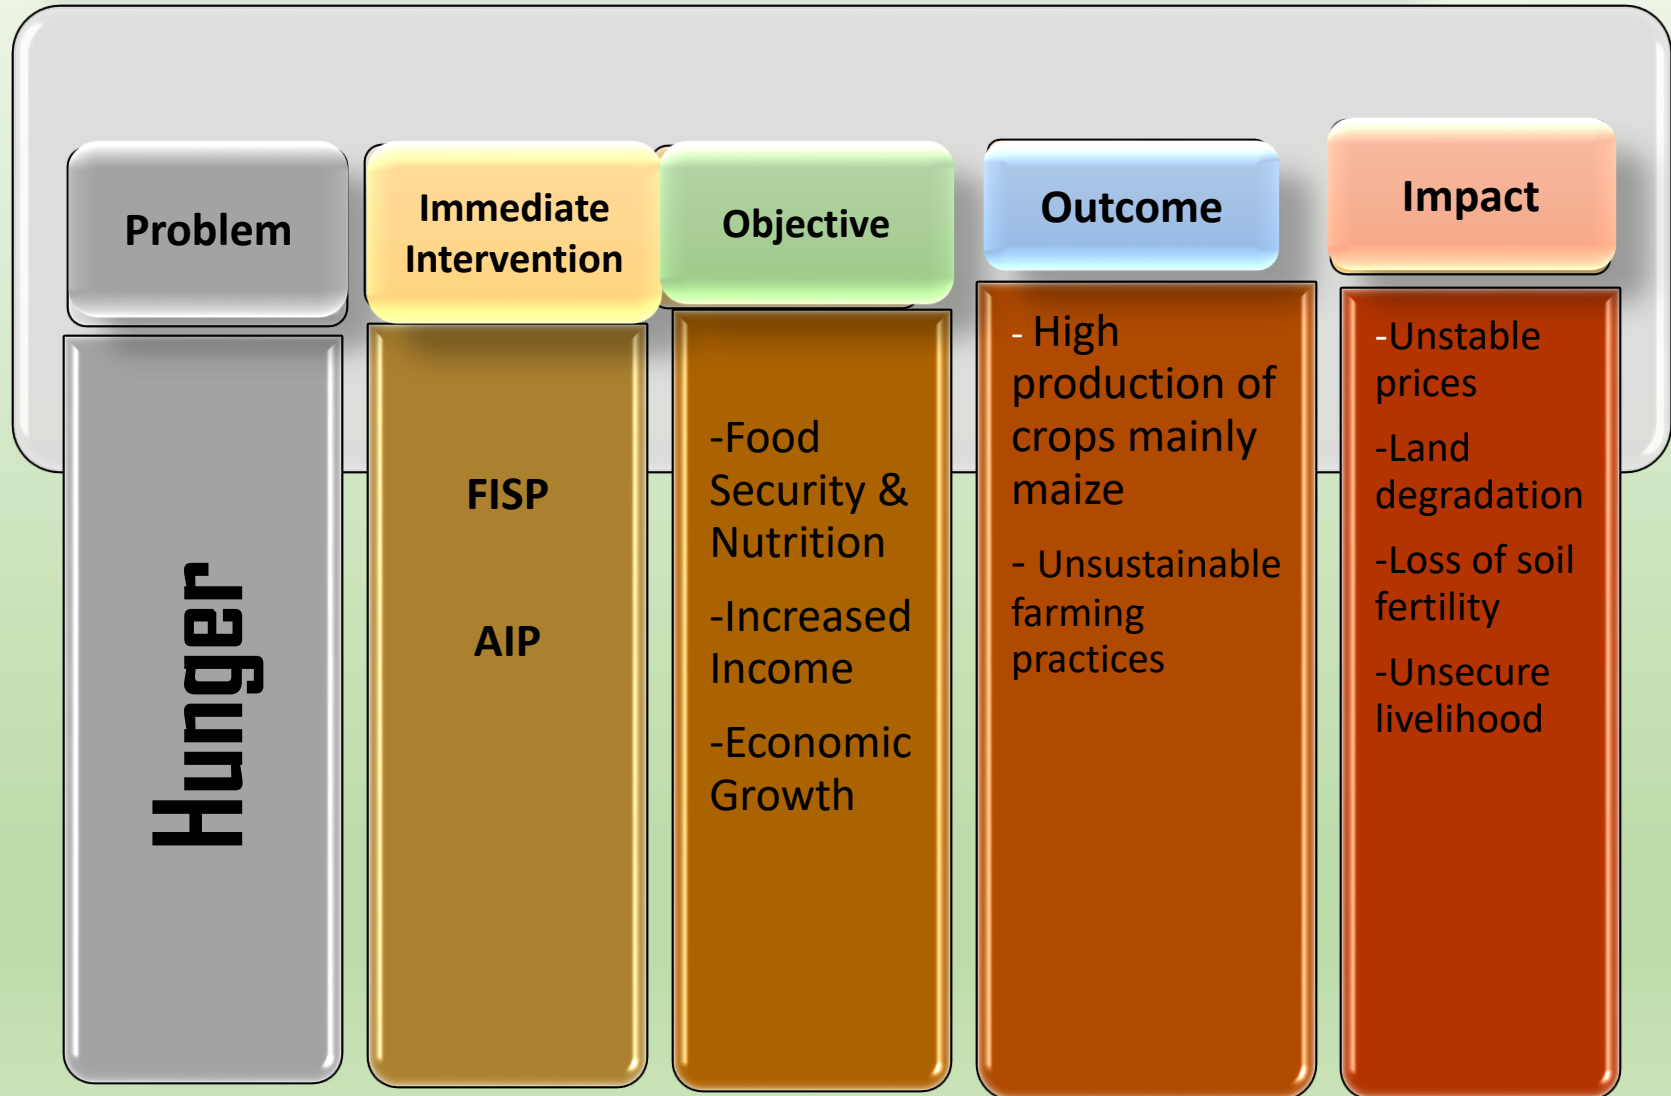 Problem
Hunger
Immediate
Intervention
FISP
AIP
Objective
-Food
Security &
Nutrition
-Increased
Income
-Economic
Growth
Outcome
- High
production of
crops mainly
maize
- Unsustainable
farming
practices
Impact
-Unstable
prices
-Land
degradation
-Loss of soil
fertility
-Unsecure
livelihood